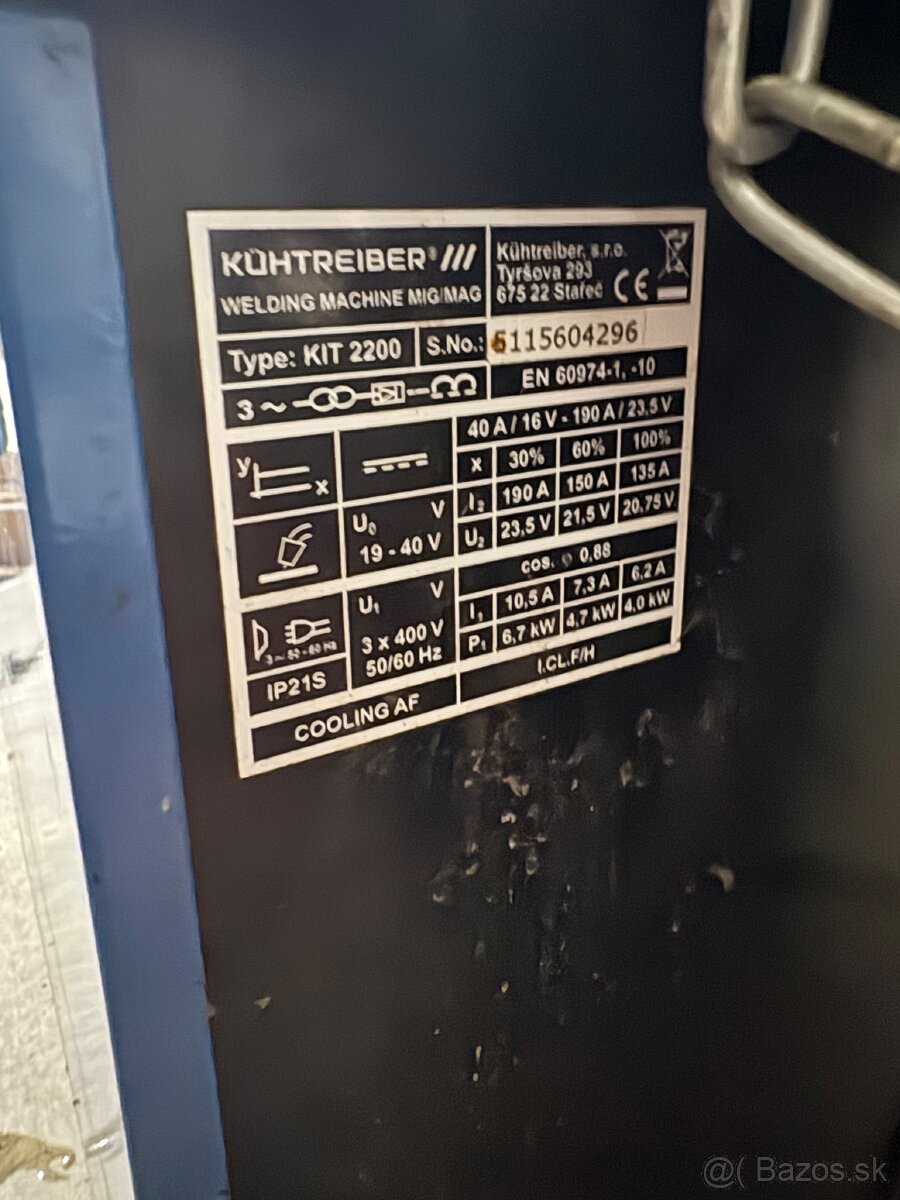 KÜHTREIBER® ///
WELDING MACHINE MIG/MAG
Kühtreiber, s.r.o.
Tyršova 293
675 22 Stařeč
CE
Type: KIT 2200
S.No.: 6115604296
3 ~
EN 60974-1, -10
40 A / 16 V - 190 A / 23,5 V
X 30% 60% 100%
I2 190 A 150 A 135 A
U2 23,5 V 21,5 V 20,75 V
y
x
U0 V
19 - 40 V
cos. φ 0,88
I1 10,5 A 7,3 A 6,2 A
P1 6,7 kW 4,7 kW 4,0 kW
3 ~ 50 - 60 Hz
U1 V
3 x 400 V
50/60 Hz
IP21S
COOLING AF
I.CL.F/H
@( Bazos.sk